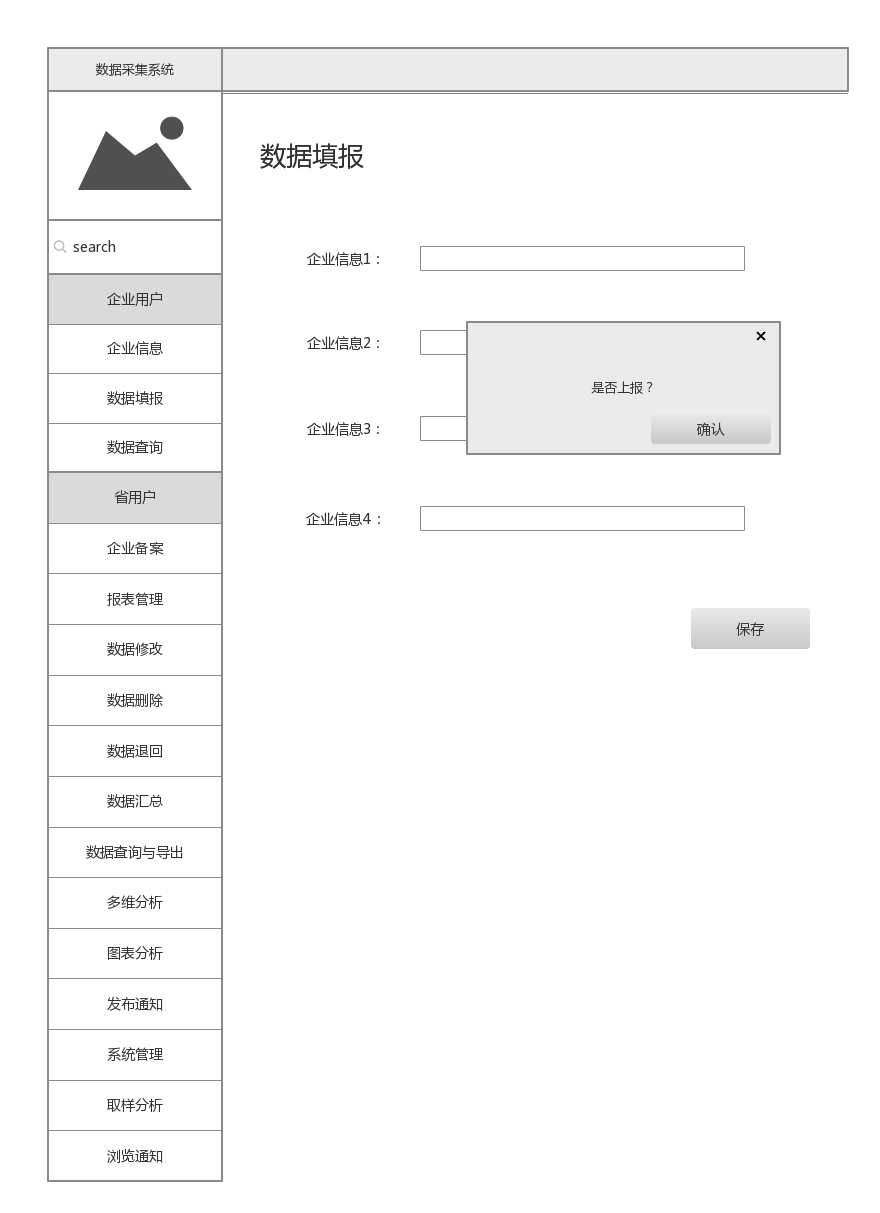 数据采集系统
search
企业用户
企业信息
数据填报
数据查询
省用户
企业备案
报表管理
数据修改
数据删除
数据退回
数据汇总
数据查询与导出
多维分析
图表分析
发布通知
系统管理
取样分析
浏览通知
数据填报
企业信息1：
企业信息2：
企业信息3：
企业信息4：
×
是否上报？
确认
保存